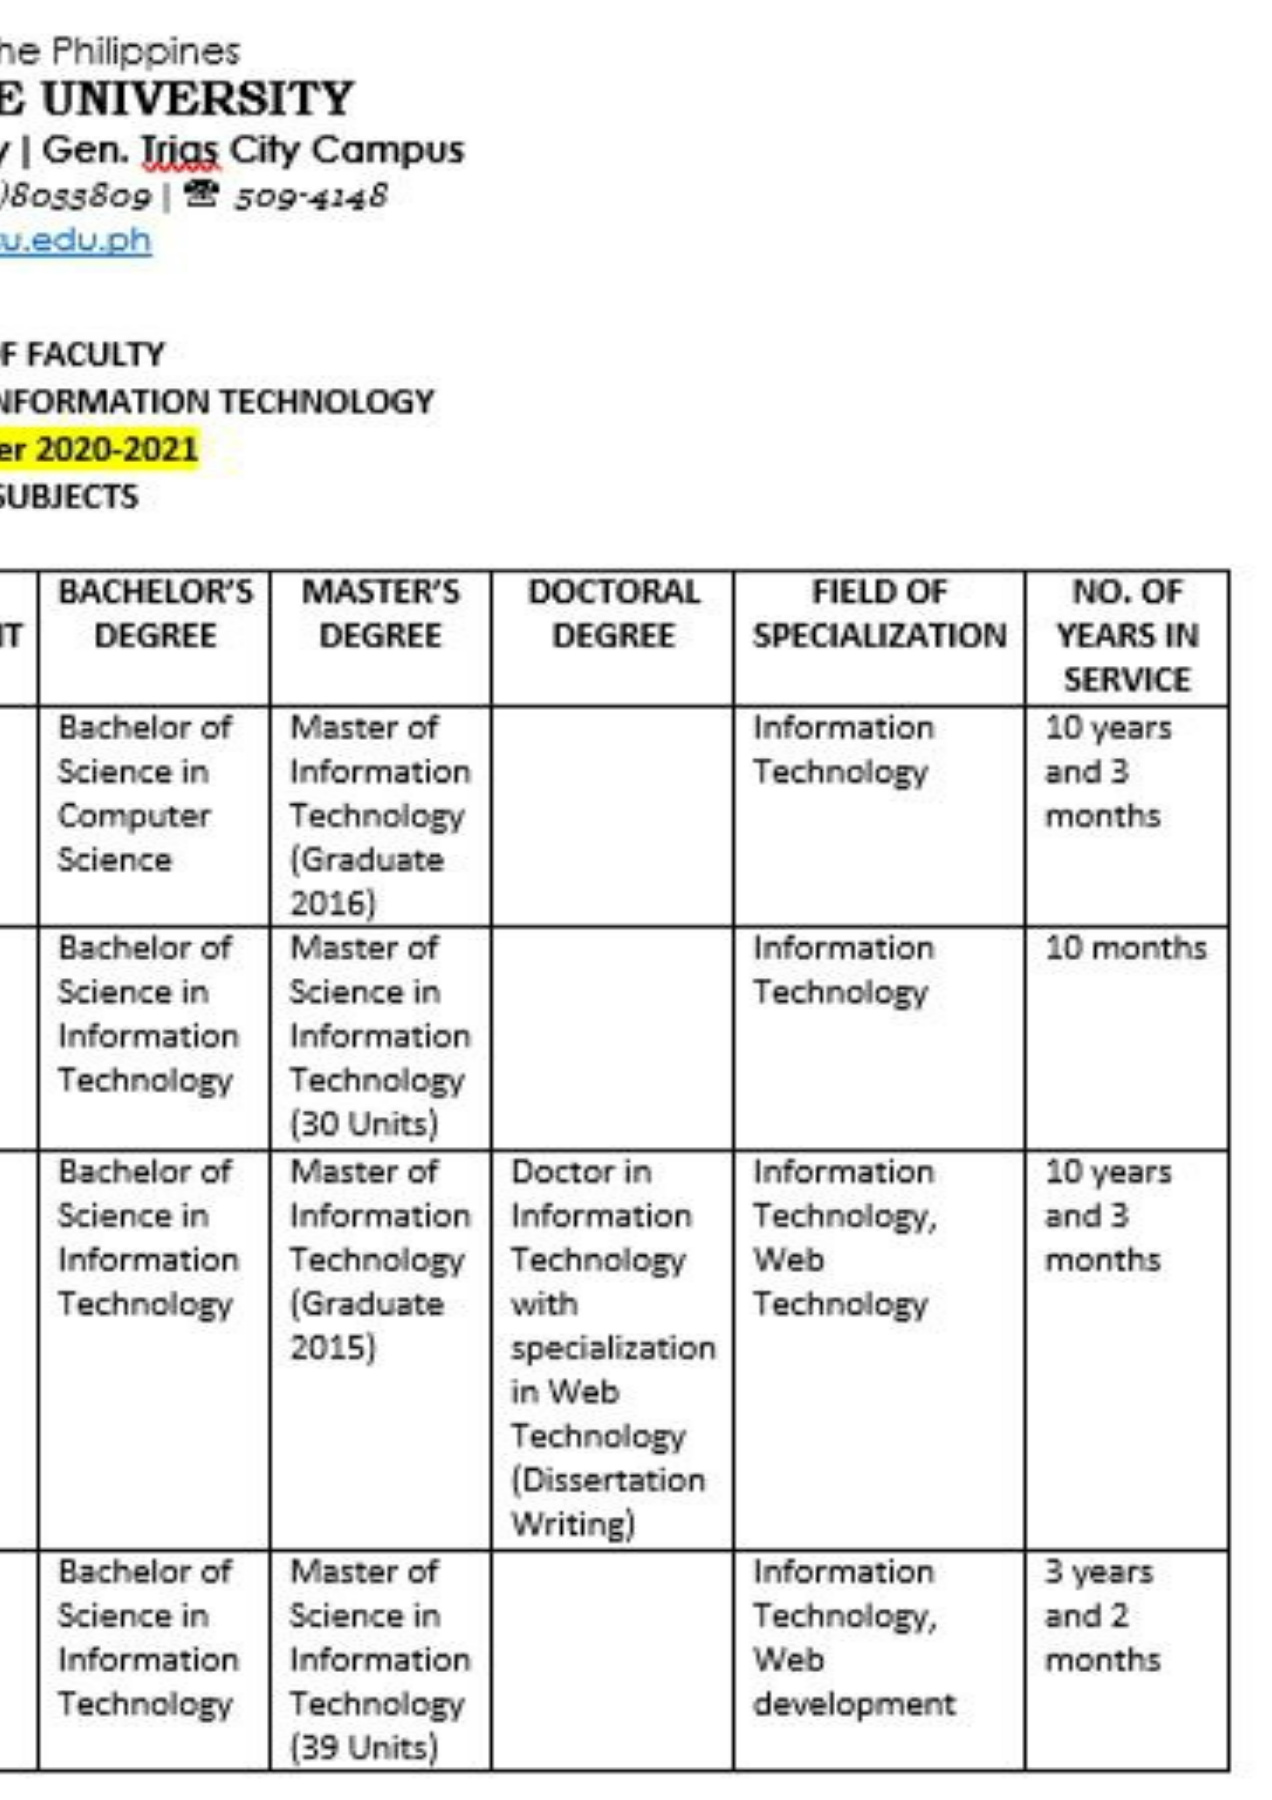 he Philippines
E UNIVERSITY
y | Gen. Trias City Campus
)8033809 | ☎ 509-4148
u.edu.ph
F FACULTY
NFORMATION TECHNOLOGY
er 2020-2021
SUBJECTS
NT
BACHELOR'S
DEGREE
MASTER'S
DEGREE
DOCTORAL
DEGREE
FIELD OF
SPECIALIZATION
NO. OF
YEARS IN
SERVICE
Bachelor of
Science in
Computer
Science
Master of
Information
Technology
(Graduate
2016)
Information
Technology
10 years
and 3
months
Bachelor of
Science in
Information
Technology
Master of
Science in
Information
Technology
(30 Units)
Information
Technology
10 months
Bachelor of
Science in
Information
Technology
Master of
Information
Technology
(Graduate
2015)
Doctor in
Information
Technology
with
specialization
in Web
Technology
(Dissertation
Writing)
Information
Technology,
Web
Technology
10 years
and 3
months
Bachelor of
Science in
Information
Technology
Master of
Science in
Information
Technology
(39 Units)
Information
Technology,
Web
development
3 years
and 2
months